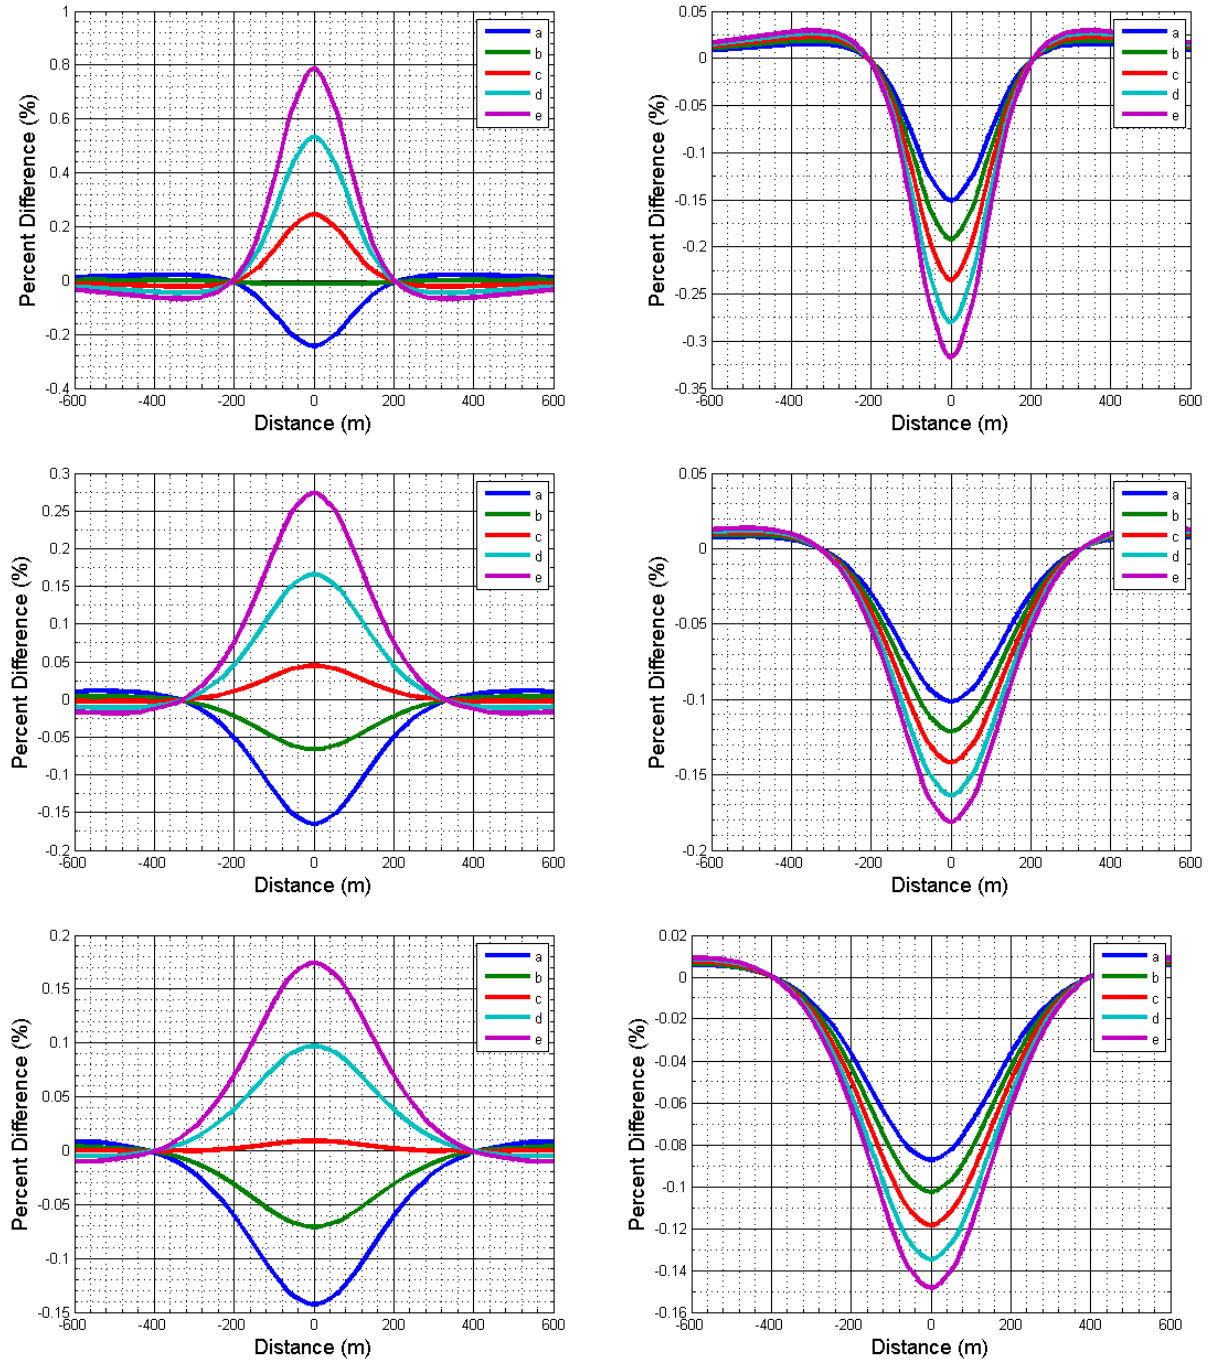 1
0.8
0.6
0.4
0.2
0
-0.2
-0.4
-600 -400 -200 0 200 400 600
Percent Difference (%)
Distance (m)
a
b
c
d
e
0.05
0
-0.05
-0.1
-0.15
-0.2
-0.25
-0.3
-0.35
-600 -400 -200 0 200 400 600
Percent Difference (%)
Distance (m)
a
b
c
d
e
0.3
0.25
0.2
0.15
0.1
0.05
0
-0.05
-0.1
-0.15
-0.2
-600 -400 -200 0 200 400 600
Percent Difference (%)
Distance (m)
a
b
c
d
e
0.05
0
-0.05
-0.1
-0.15
-0.2
-600 -400 -200 0 200 400 600
Percent Difference (%)
Distance (m)
a
b
c
d
e
0.2
0.15
0.1
0.05
0
-0.05
-0.1
-0.15
-600 -400 -200 0 200 400 600
Percent Difference (%)
Distance (m)
a
b
c
d
e
0.02
0
-0.02
-0.04
-0.06
-0.08
-0.1
-0.12
-0.14
-0.16
-600 -400 -200 0 200 400 600
Percent Difference (%)
Distance (m)
a
b
c
d
e